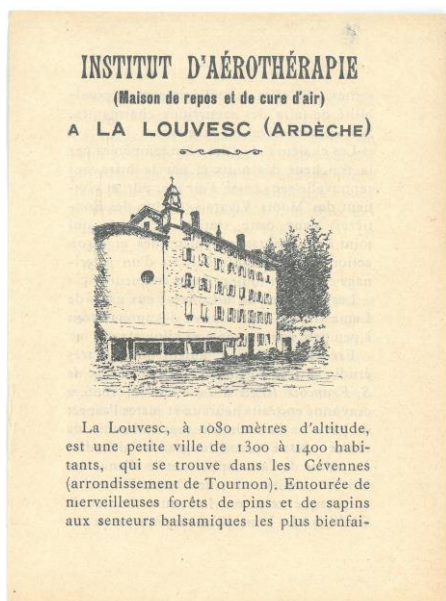 INSTITUT D'AÉROTHÉRAPIE
(Maison de repos et de cure d'air)
A LA LOUVESC (ARDÈCHE)
La Louvesc, à 1080 mètres d'altitude,
est une petite ville de 1300 à 1400 habi-
tants, qui se trouve dans les Cévennes
(arrondissement de Tournon). Entourée de
merveilleuses forêts de pins et de sapins
aux senteurs balsamiques les plus bienfai-